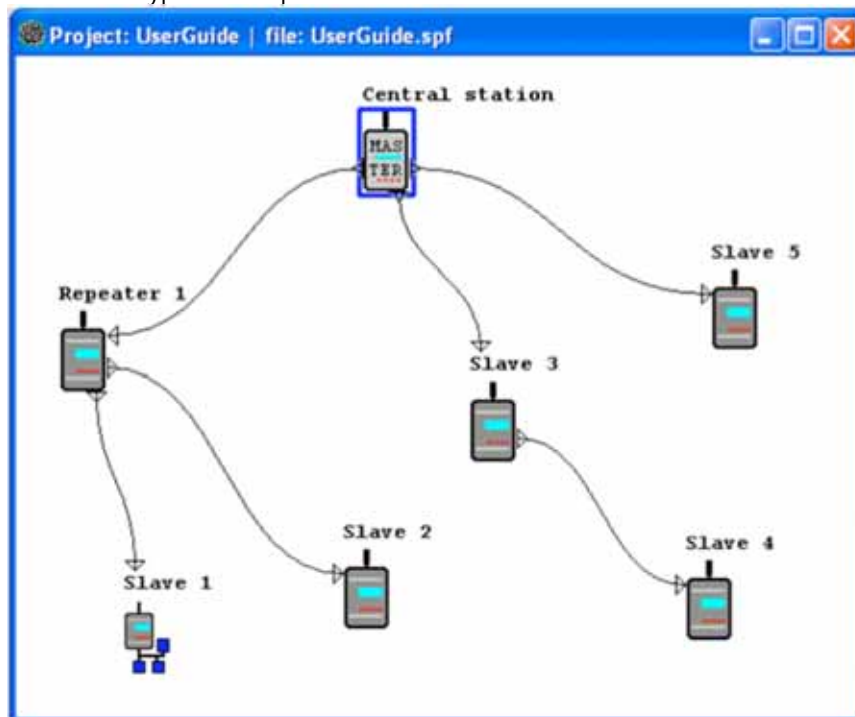 Project: UserGuide | file: UserGuide.spf
Central station
MAS
TER
Slave 5
Repeater 1
Slave 3
Slave 2
Slave 4
Slave 1